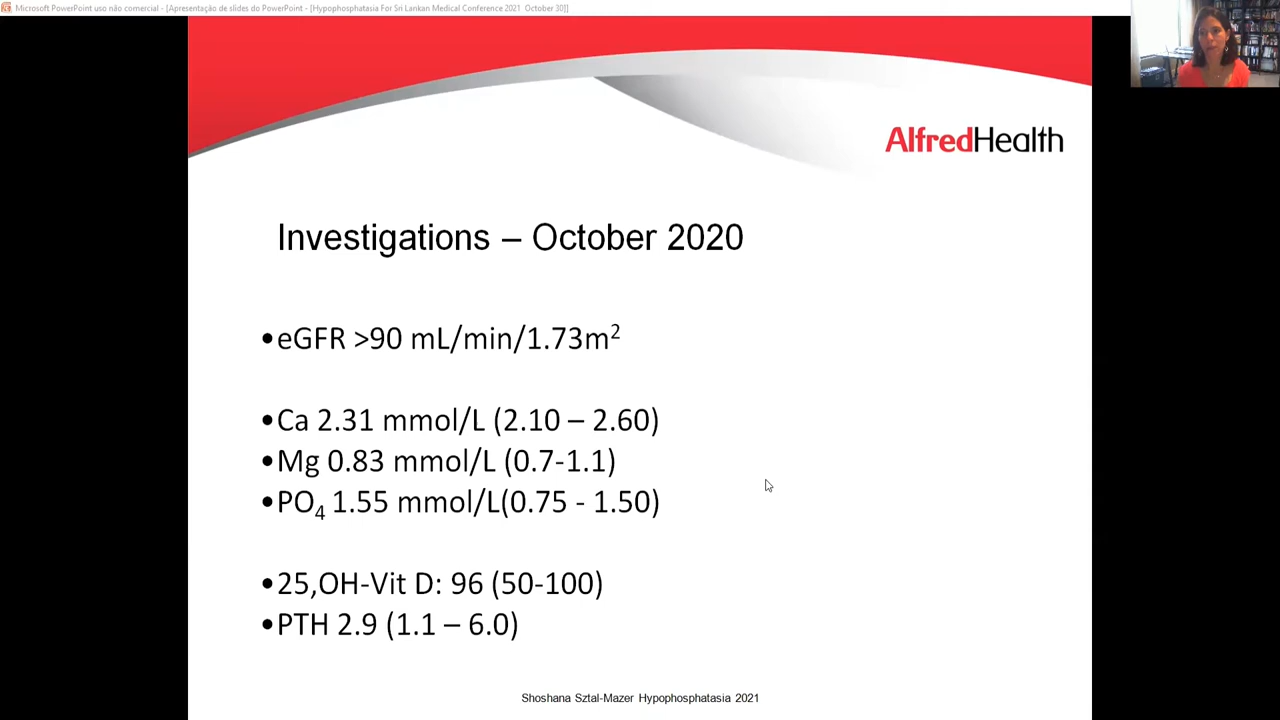 Microsoft PowerPoint uso não comercial - [Apresentação de slides do PowerPoint - [Hypophosphatasia For Sri Lankan Medical Conference 2021 October 30]]
AlfredHealth
Investigations – October 2020
•eGFR >90 mL/min/1.73m²
•Ca 2.31 mmol/L (2.10 – 2.60)
•Mg 0.83 mmol/L (0.7-1.1)
•PO₄ 1.55 mmol/L(0.75 - 1.50)
•25,OH-Vit D: 96 (50-100)
•PTH 2.9 (1.1 – 6.0)
Shoshana Sztal-Mazer Hypophosphatasia 2021